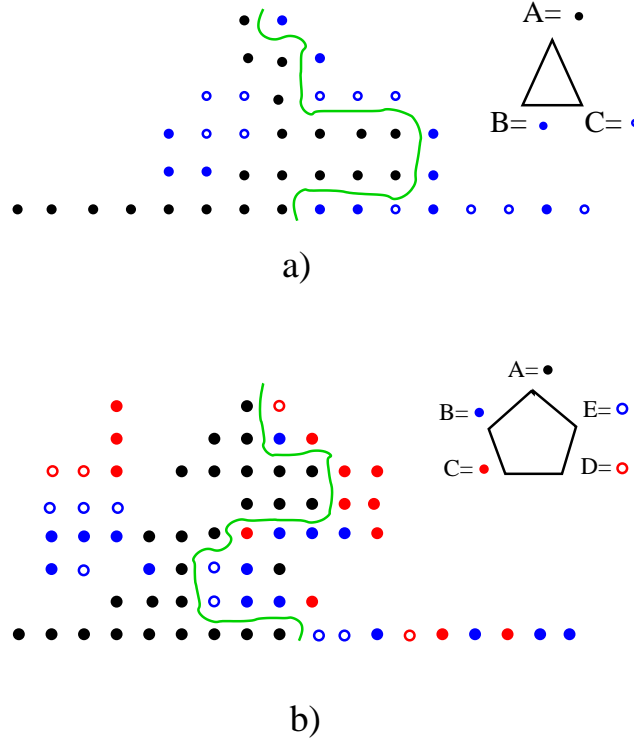 A=
B= C=
a)
A=
B= E=
C= D=
b)